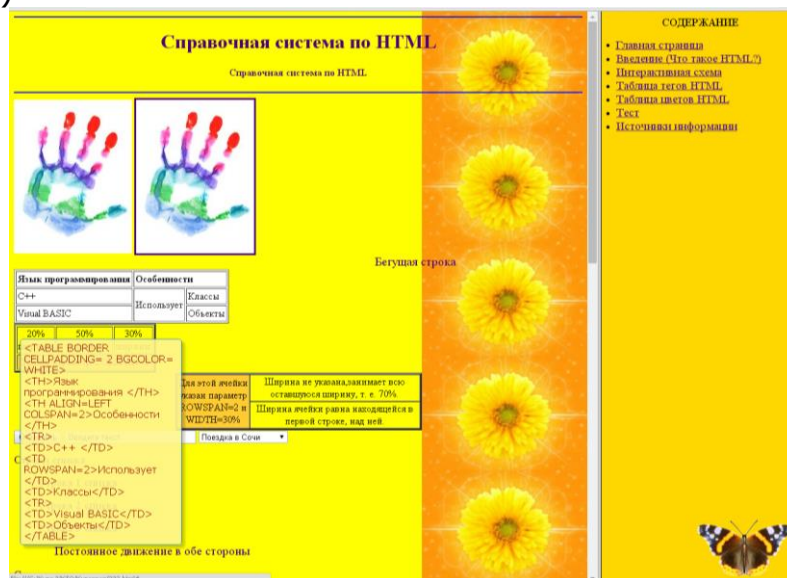 Справочная система по HTML
Справочная система по HTML
Бегущая строка
Язык программирования Особенности
C++ Использует Классы
Visual BASIC Объекты
20% 50% 30%
<TABLE BORDER
CELLPADDING= 2 BGCOLOR=
WHITE>
<TH>Язык
программирования </TH>
<TH ALIGN=LEFT
COLSPAN=2>Особенности
</TH>
<TR>
<TD>C++ </TD>
<TD
ROWSPAN=2>Использует
</TD>
<TD>Классы</TD>
<TR>
<TD>Visual BASIC</TD>
<TD>Объекты</TD>
</TABLE>
Для этой ячейки
указан параметр
ROWSPAN=2 и
WIDTH=30%
Ширина не указана,занимает всю
оставшуюся ширину, т. е. 70%.
Ширина ячейки равна находящейся в
первой строке, над ней.
Поездка в Сочи
Постоянное движение в обе стороны
СОДЕРЖАНИЕ
Главная страница
Введение (Что такое HTML?)
Интерактивная схема
Таблица тегов HTML
Таблица цветов HTML
Тест
Источники информации